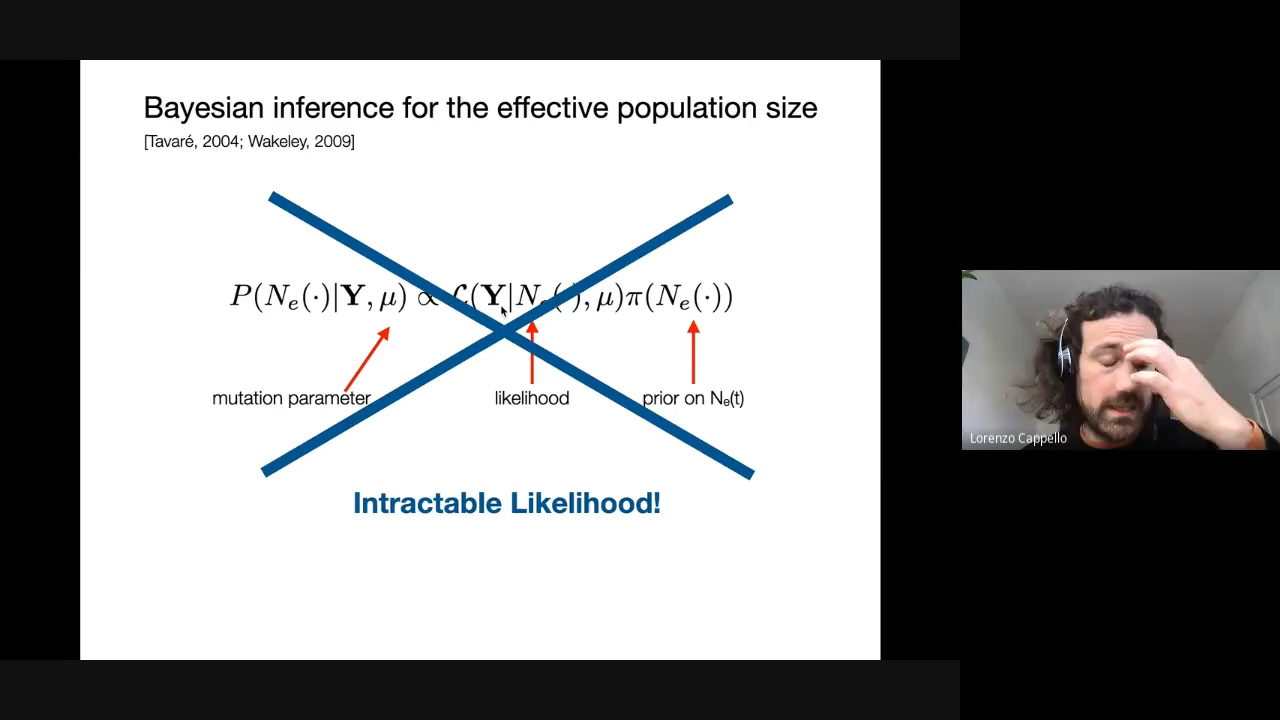 Bayesian inference for the effective population size
[Tavaré, 2004; Wakeley, 2009]
P(Nₑ(·)|Y, μ) ∝ ℒ(Y|Nₑ(·), μ)π(Nₑ(·))
mutation parameter
likelihood
prior on Nₑ(t)
Intractable Likelihood!
Lorenzo Cappello